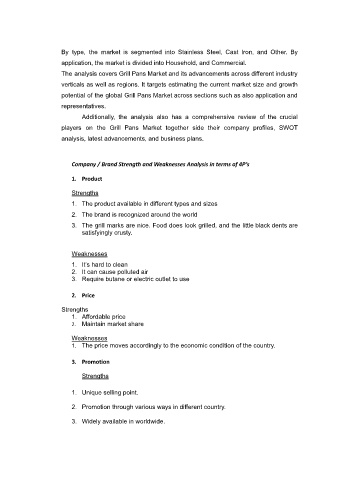 By type, the market is segmented into Stainless Steel, Cast Iron, and Other. By
application, the market is divided into Household, and Commercial.
The analysis covers Grill Pans Market and its advancements across different industry
verticals as well as regions. It targets estimating the current market size and growth
potential of the global Grill Pans Market across sections such as also application and
representatives.
Additionally, the analysis also has a comprehensive review of the crucial
players on the Grill Pans Market together side their company profiles, SWOT
analysis, latest advancements, and business plans.
Company / Brand Strength and Weaknesses Analysis in terms of 4P's
1. Product
Strengths
1. The product available in different types and sizes
2. The brand is recognized around the world
3. The grill marks are nice. Food does look grilled, and the little black dents are
satisfyingly crusty.
Weaknesses
1. It's hard to clean
2. It can cause polluted air
3. Require butane or electric outlet to use
2. Price
Strengths
1. Affordable price
2. Maintain market share
Weaknesses
1. The price moves accordingly to the economic condition of the country.
3. Promotion
Strengths
1. Unique selling point.
2. Promotion through various ways in different country.
3. Widely available in worldwide.